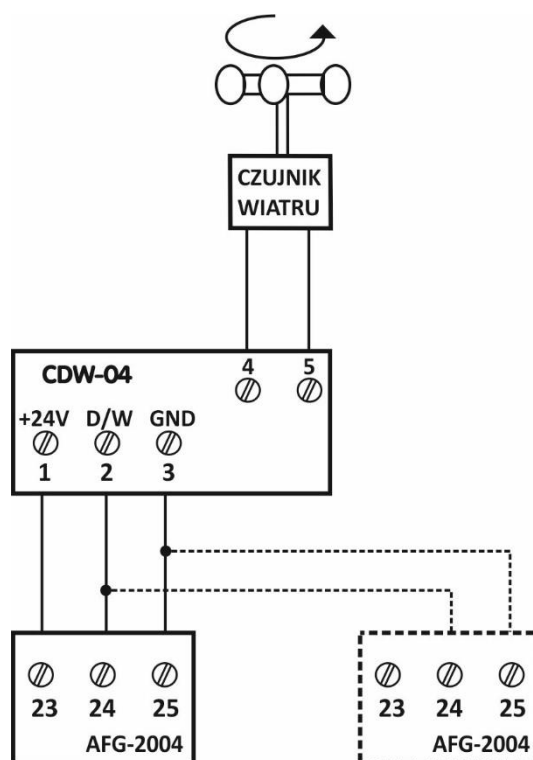 CZUJNIK
WIATRU
4 5
CDW-04
+24V D/W GND
1 2 3
23 24 25
AFG-2004
23 24 25
AFG-2004